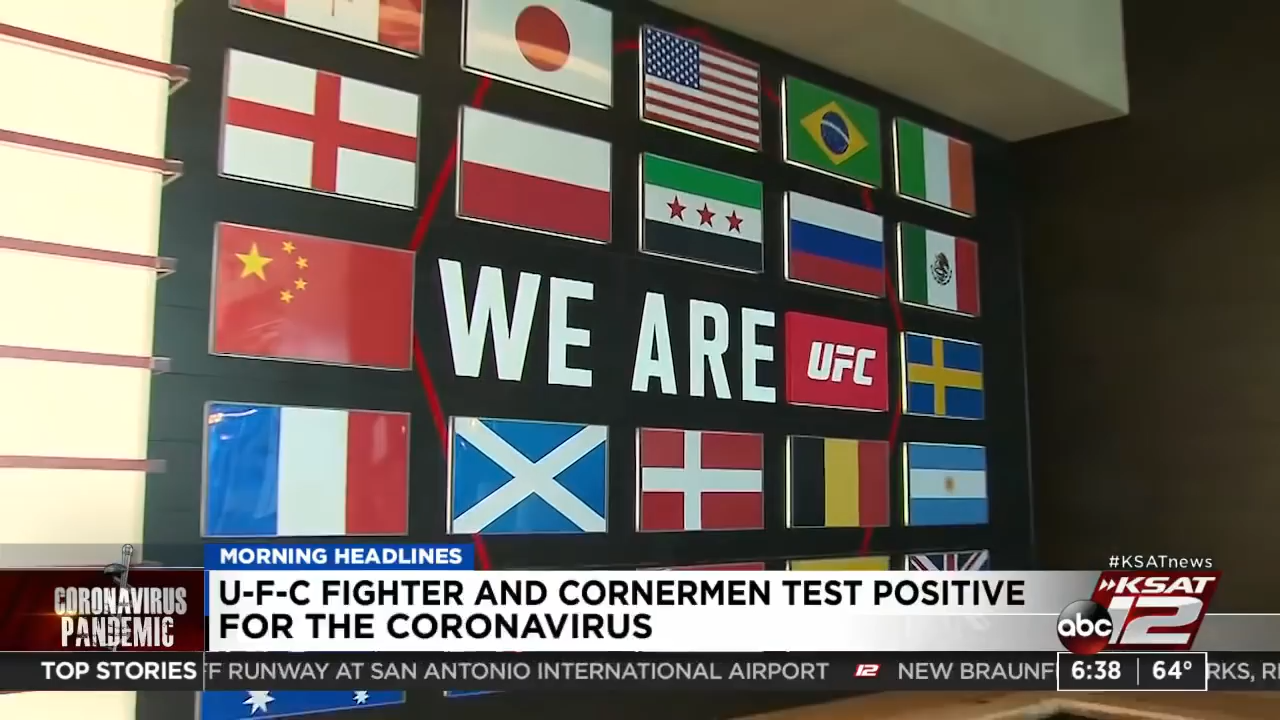 WE ARE
UFC
MORNING HEADLINES
#KSATnews
U-F-C FIGHTER AND CORNERMEN TEST POSITIVE
FOR THE CORONAVIRUS
CORONAVIRUS
PANDEMIC
abc
KSAT
12
TOP STORIES
RUNWAY AT SAN ANTONIO INTERNATIONAL AIRPORT 12 NEW
6:38 64°